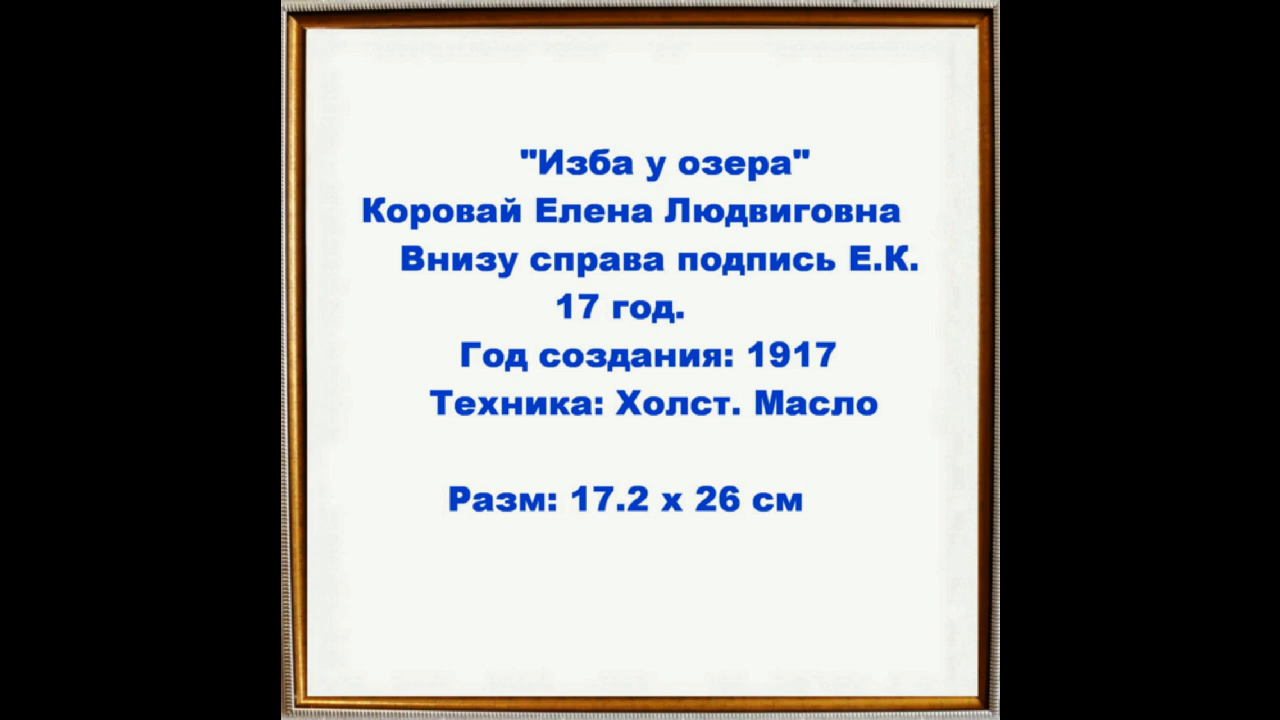 "Изба у озера"
Коровай Елена Людвиговна
Внизу справа подпись Е.К.
17 год.
Год создания: 1917
Техника: Холст. Масло
Разм: 17.2 х 26 см